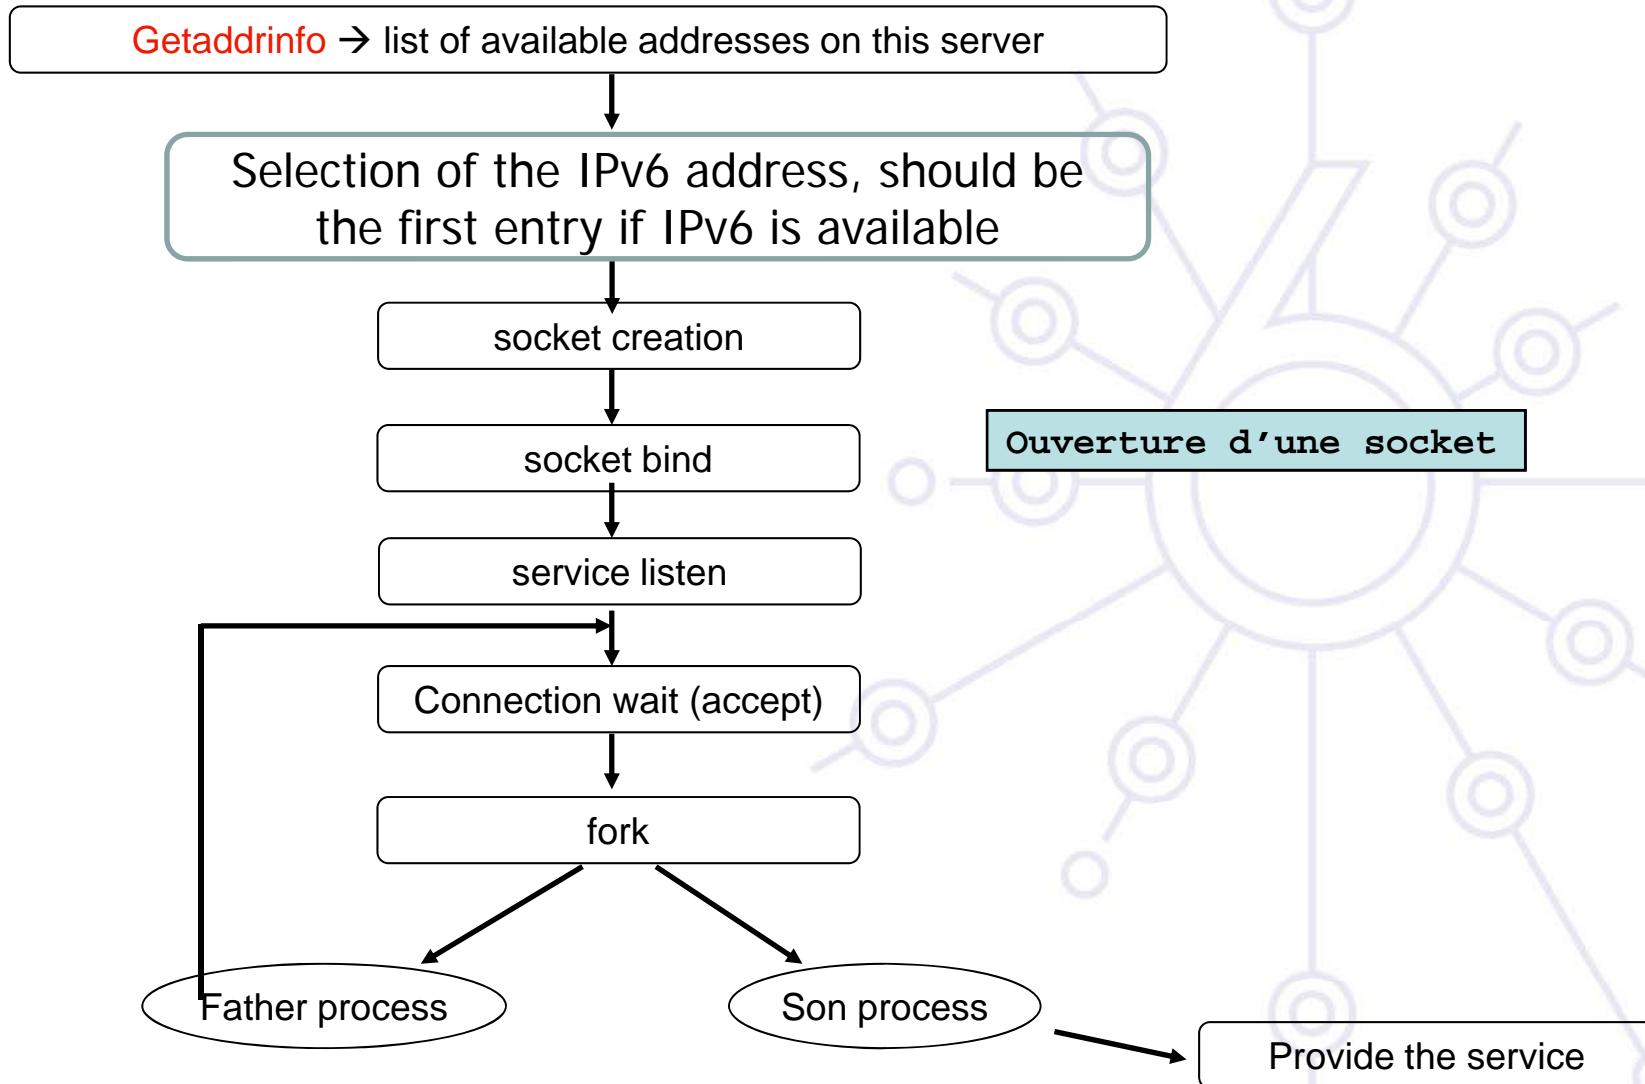 Getaddrinfo → list of available addresses on this server
Selection of the IPv6 address, should be
the first entry if IPv6 is available
socket creation
socket bind
Ouverture d’une socket
service listen
Connection wait (accept)
fork
Father process
Son process
Provide the service